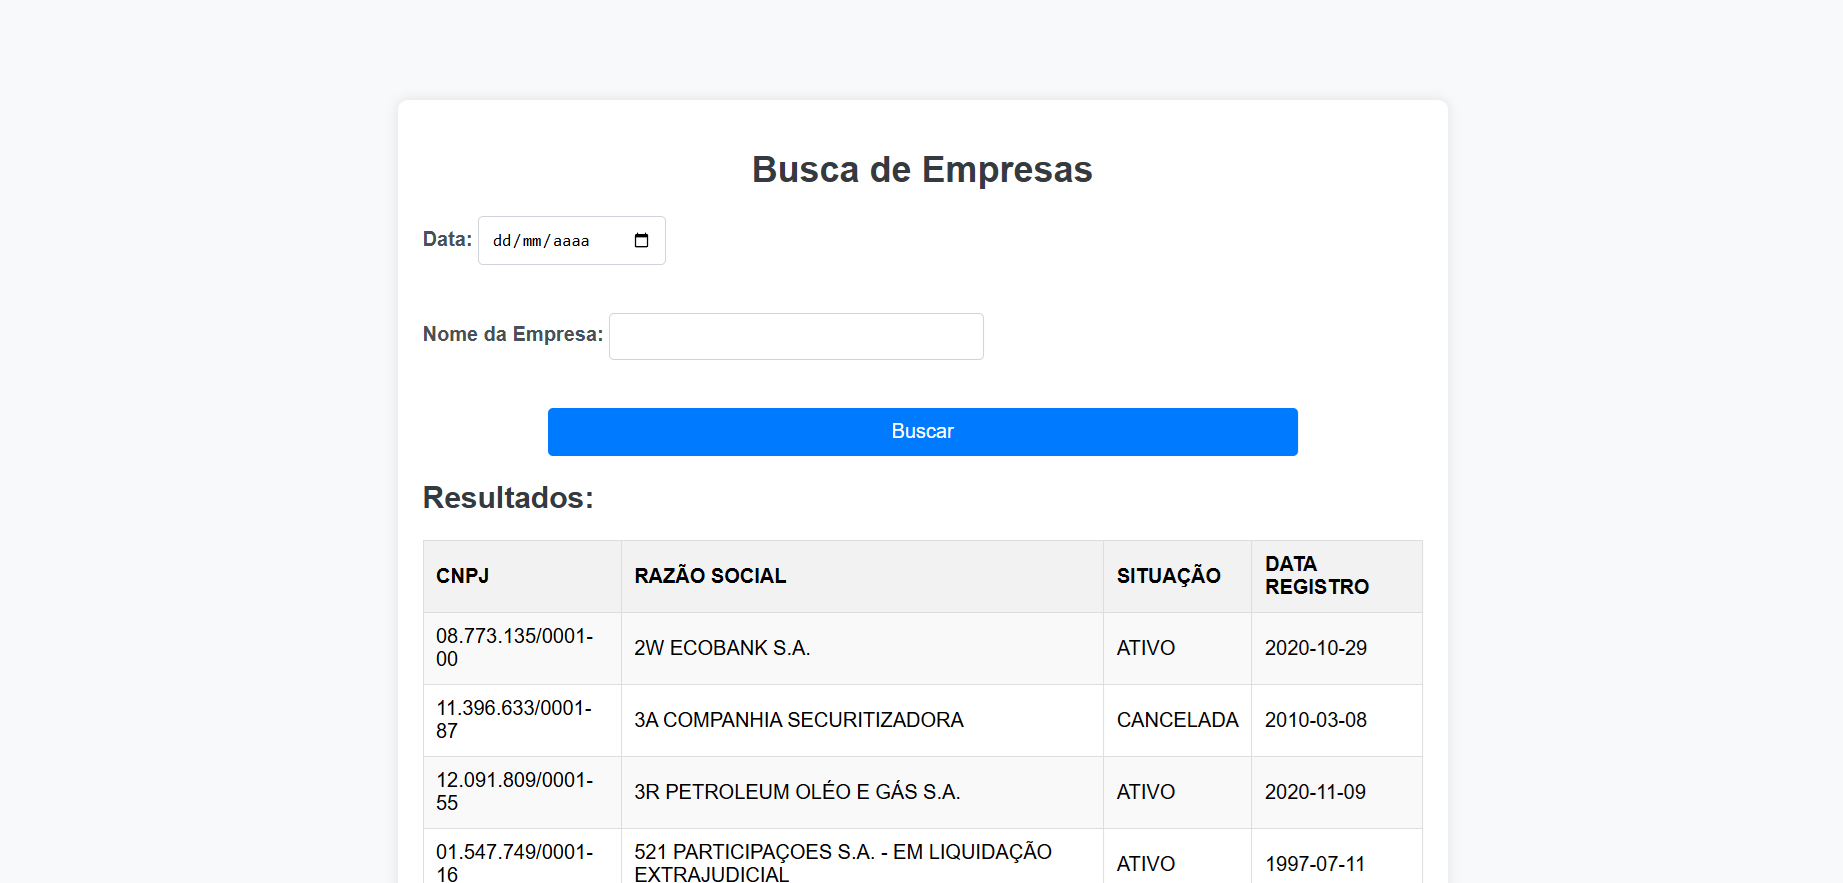 Busca de Empresas
Data: dd/mm/aaaa
Nome da Empresa:
Buscar
Resultados:
CNPJ RAZÃO SOCIAL SITUAÇÃO DATA REGISTRO
08.773.135/0001-00 2W ECOBANK S.A. ATIVO 2020-10-29
11.396.633/0001-87 3A COMPANHIA SECURITIZADORA CANCELADA 2010-03-08
12.091.809/0001-55 3R PETROLEUM OLÉO E GÁS S.A. ATIVO 2020-11-09
01.547.749/0001-16 521 PARTICIPAÇOES S.A. - EM LIQUIDAÇÃO EXTRAJUDICIAL ATIVO 1997-07-11